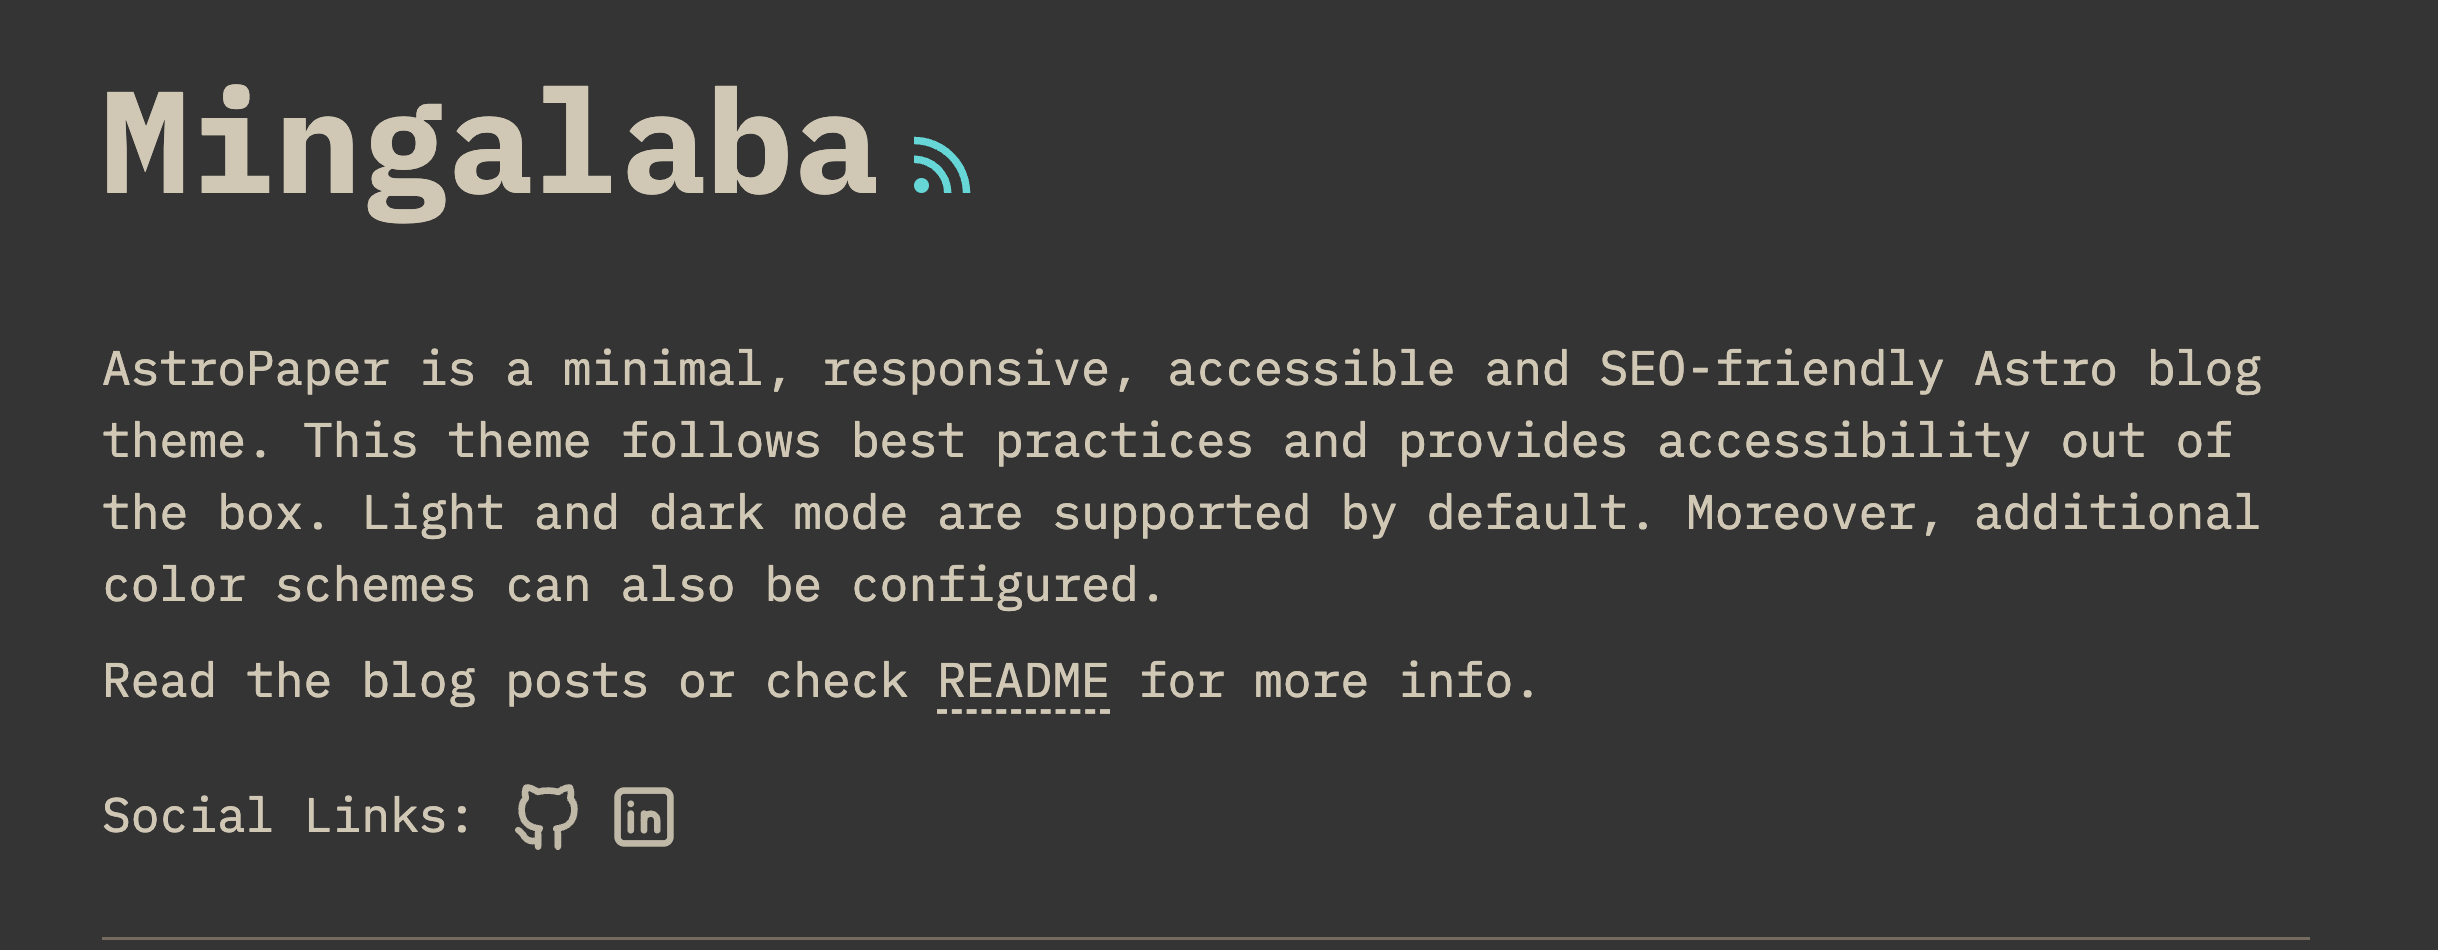 Mingalaba
AstroPaper is a minimal, responsive, accessible and SEO-friendly Astro blog
theme. This theme follows best practices and provides accessibility out of
the box. Light and dark mode are supported by default. Moreover, additional
color schemes can also be configured.
Read the blog posts or check README for more info.
Social Links: in